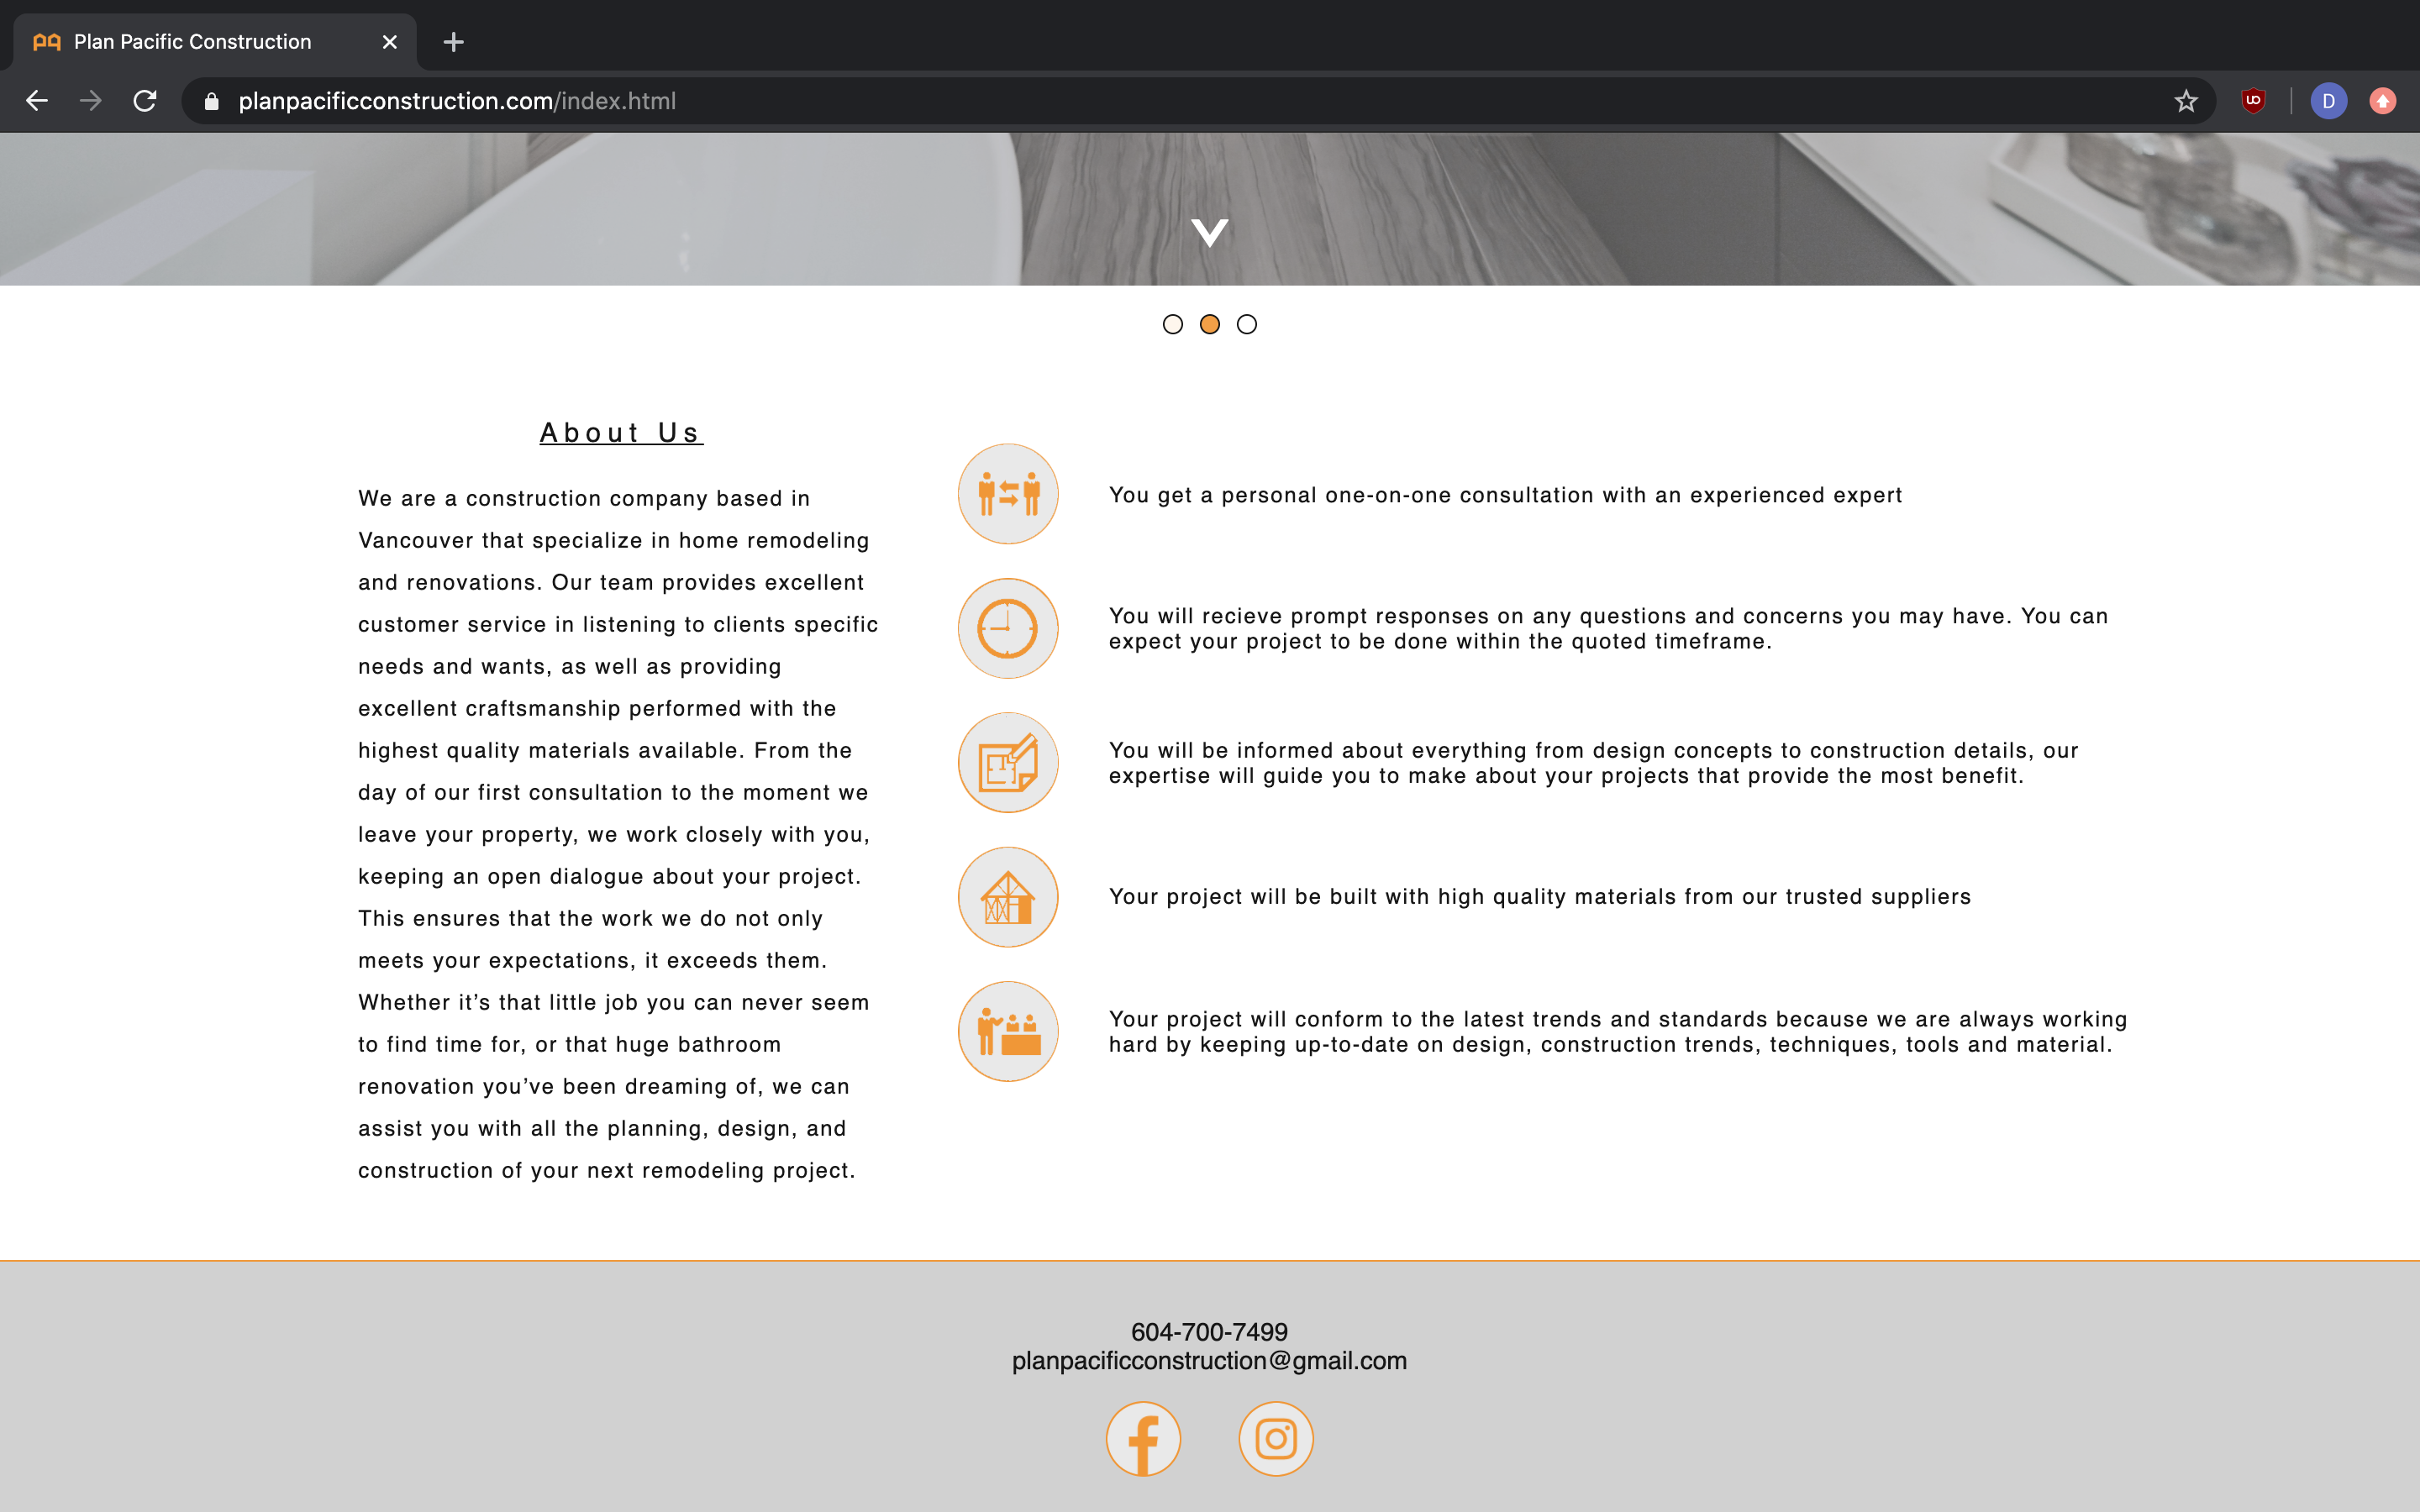 Plan Pacific Construction
planpacificconstruction.com/index.html
D
About Us
We are a construction company based in
Vancouver that specialize in home remodeling
and renovations. Our team provides excellent
customer service in listening to clients specific
needs and wants, as well as providing
excellent craftsmanship performed with the
highest quality materials available. From the
day of our first consultation to the moment we
leave your property, we work closely with you,
keeping an open dialogue about your project.
This ensures that the work we do not only
meets your expectations, it exceeds them.
Whether it’s that little job you can never seem
to find time for, or that huge bathroom
renovation you’ve been dreaming of, we can
assist you with all the planning, design, and
construction of your next remodeling project.
You get a personal one-on-one consultation with an experienced expert
You will recieve prompt responses on any questions and concerns you may have. You can
expect your project to be done within the quoted timeframe.
You will be informed about everything from design concepts to construction details, our
expertise will guide you to make about your projects that provide the most benefit.
Your project will be built with high quality materials from our trusted suppliers
Your project will conform to the latest trends and standards because we are always working
hard by keeping up-to-date on design, construction trends, techniques, tools and material.
604-700-7499
planpacificconstruction@gmail.com